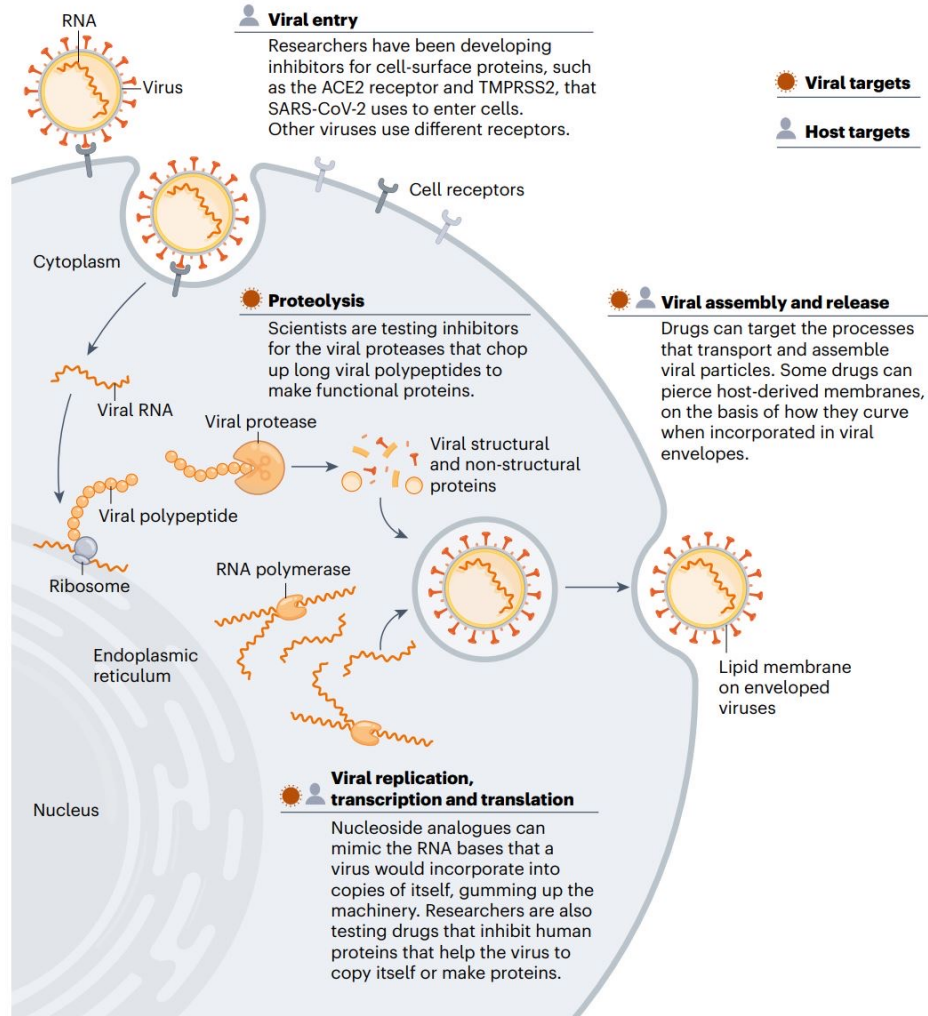 RNA
Virus
Viral entry
Researchers have been developing
inhibitors for cell-surface proteins, such
as the ACE2 receptor and TMPRSS2, that
SARS-CoV-2 uses to enter cells.
Other viruses use different receptors.
Viral targets
Host targets
Cell receptors
Cytoplasm
Proteolysis
Scientists are testing inhibitors
for the viral proteases that chop
up long viral polypeptides to
make functional proteins.
Viral assembly and release
Drugs can target the processes
that transport and assemble
viral particles. Some drugs can
pierce host-derived membranes,
on the basis of how they curve
when incorporated in viral
envelopes.
Viral RNA
Viral protease
Viral structural
and non-structural
proteins
Viral polypeptide
Ribosome
RNA polymerase
Endoplasmic
reticulum
Lipid membrane
on enveloped
viruses
Nucleus
Viral replication,
transcription and translation
Nucleoside analogues can
mimic the RNA bases that a
virus would incorporate into
copies of itself, gumming up the
machinery. Researchers are also
testing drugs that inhibit human
proteins that help the virus to
copy itself or make proteins.